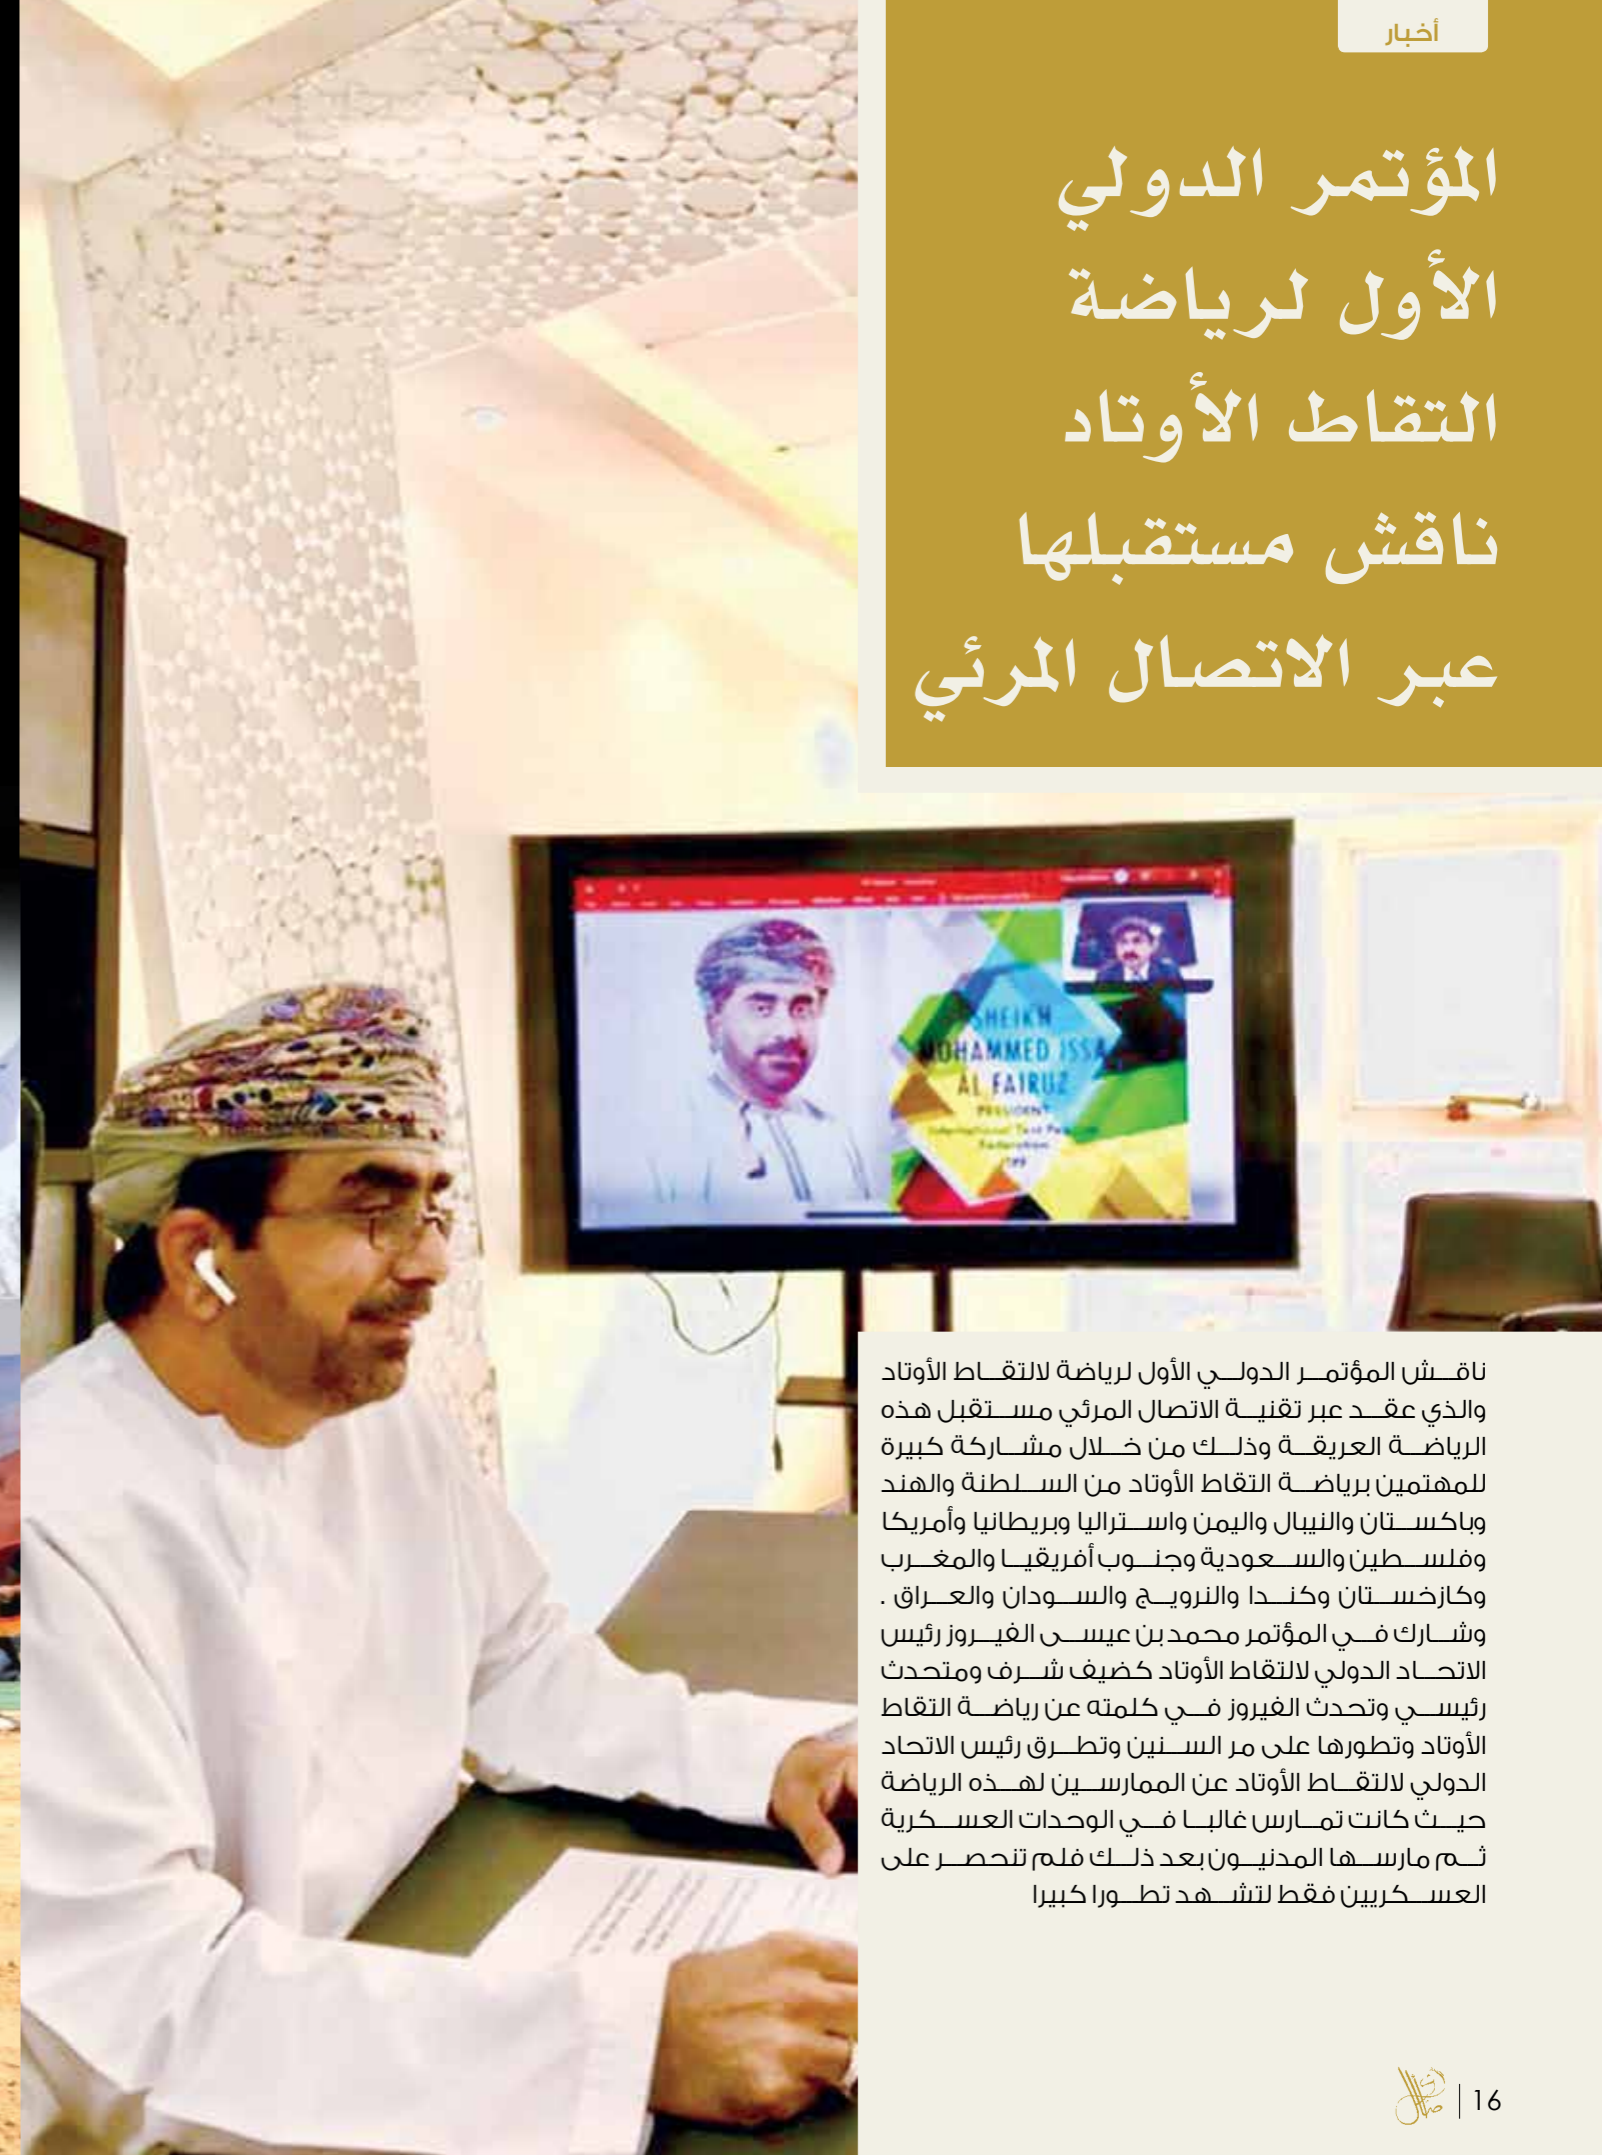 أخبار
المؤتمر الدولي
الأول لرياضة
التقاط الأوتاد
ناقش مستقبلها
عبر الاتصال المرئي
SHEIKH
MOHAMMED ISSA
AL FAIRUZ
PRESIDENT
International Tent Pegging
Federation
ناقش المؤتمر الدولي الأول لرياضة لالتقاط الأوتاد
والذي عقد عبر تقنية الاتصال المرئي مستقبل هذه
الرياضة العريقة وذلك من خلال مشاركة كبيرة
للمهتمين برياضة التقاط الأوتاد من السلطنة والهند
وباكستان والنيبال واليمن واستراليا وبريطانيا وأمريكا
وفلسطين والسعودية وجنوب أفريقيا والمغرب
وكازخستان وكندا والنرويج والسودان والعراق .
وشارك في المؤتمر محمد بن عيسى الفيروز رئيس
الاتحاد الدولي لالتقاط الأوتاد كضيف شرف ومتحدث
رئيسي وتحدث الفيروز في كلمته عن رياضة التقاط
الأوتاد وتطورها على مر السنين وتطرق رئيس الاتحاد
الدولي لالتقاط الأوتاد عن الممارسين لهذه الرياضة
حيث كانت تمارس غالبا في الوحدات العسكرية
ثم مارسها المدنيون بعد ذلك فلم تنحصر على
العسكريين فقط لتشهد تطورا كبيرا
16